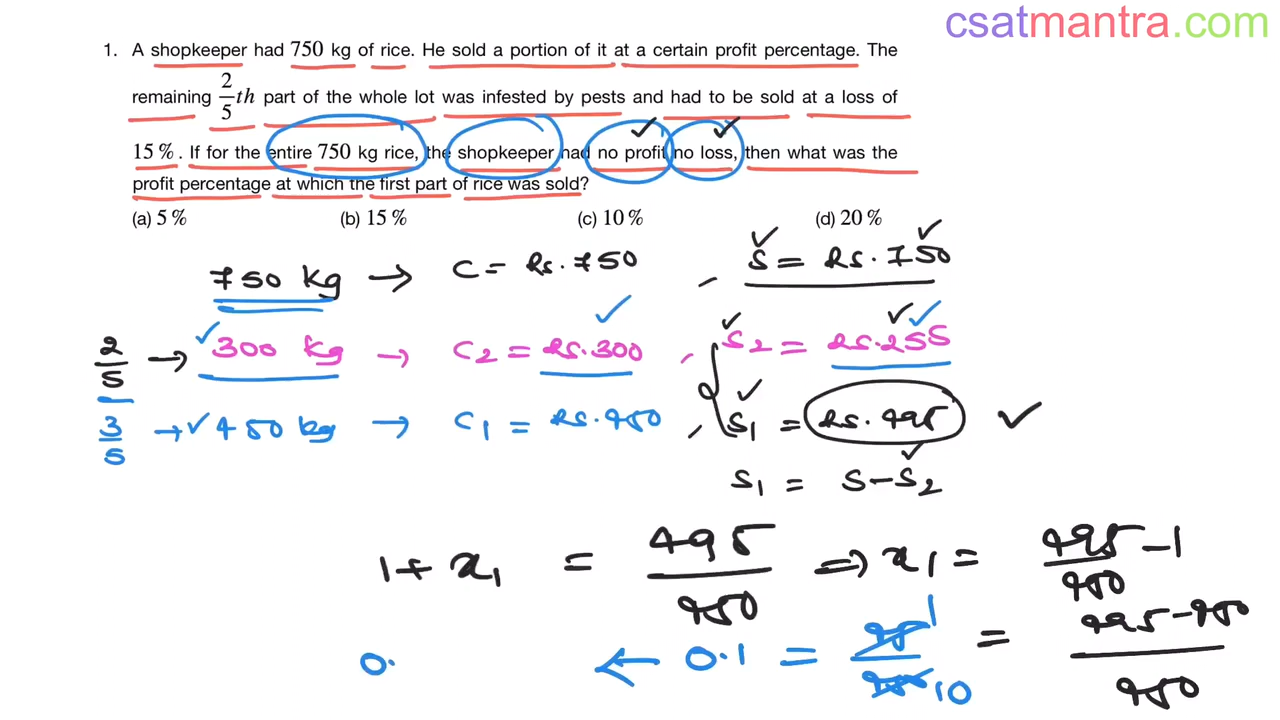 csatmantra.com
1. A shopkeeper had 750 kg of rice. He sold a portion of it at a certain profit percentage. The
remaining 2/5 th part of the whole lot was infested by pests and had to be sold at a loss of
15 %. If for the entire 750 kg rice, the shopkeeper had no profit no loss, then what was the
profit percentage at which the first part of rice was sold?
(a) 5 % (b) 15 % (c) 10 % (d) 20 %
750 kg → C = Rs. 750 , S = Rs. 750
2/5 → 300 kg → C2 = Rs. 300 , S2 = Rs. 255
3/5 → 450 kg → C1 = Rs. 450 , S1 = Rs. 495
S1 = S – S2
1 + x1 = 495/450 ⇒ x1 = 495/450 – 1
0. ← 0.1 = 45/450 1/10 = 495 – 450/450